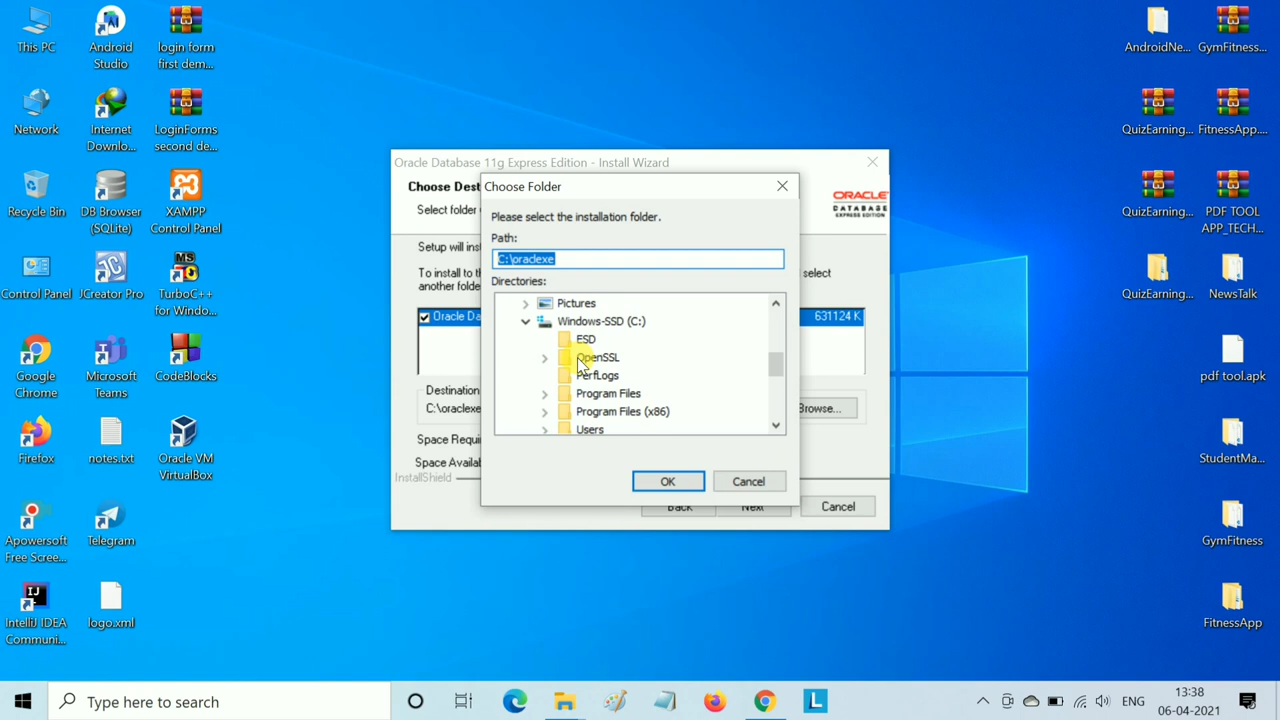 This PC
Android
Studio
login form
first dem...
Network
Internet
Downlo...
LoginForms
second de...
Recycle Bin
DB Browser
(SQLite)
XAMPP
Control Panel
Control Panel
JCreator Pro
MS
TurboC++
for Windo...
Google
Chrome
Microsoft
Teams
CodeBlocks
Firefox
notes.txt
Oracle VM
VirtualBox
Apowersoft
Free Scree...
Telegram
IntelliJ IDEA
Communi...
logo.xml
Oracle Database 11g Express Edition - Install Wizard
Choose Dest
Select folder
ORACLE
DATABASE
EXPRESS EDITION
Setup will ins
To install to th
select
another folde
Oracle Da
631124 K
Destination
C:\oraclexe
Browse...
Space Requi
Space Availa
InstallShield
Back
Next
Cancel
Choose Folder
Please select the installation folder.
Path:
C:\oraclexe
Directories:
Pictures
Windows-SSD (C:)
ESD
OpenSSL
PerfLogs
Program Files
Program Files (x86)
Users
OK
Cancel
AndroidNe...
GymFitness...
QuizEarning...
FitnessApp....
QuizEarning...
PDF TOOL
APP_TECH...
QuizEarning...
NewsTalk
pdf tool.apk
StudentMa...
GymFitness
FitnessApp
Type here to search
L
ENG
13:38
06-04-2021